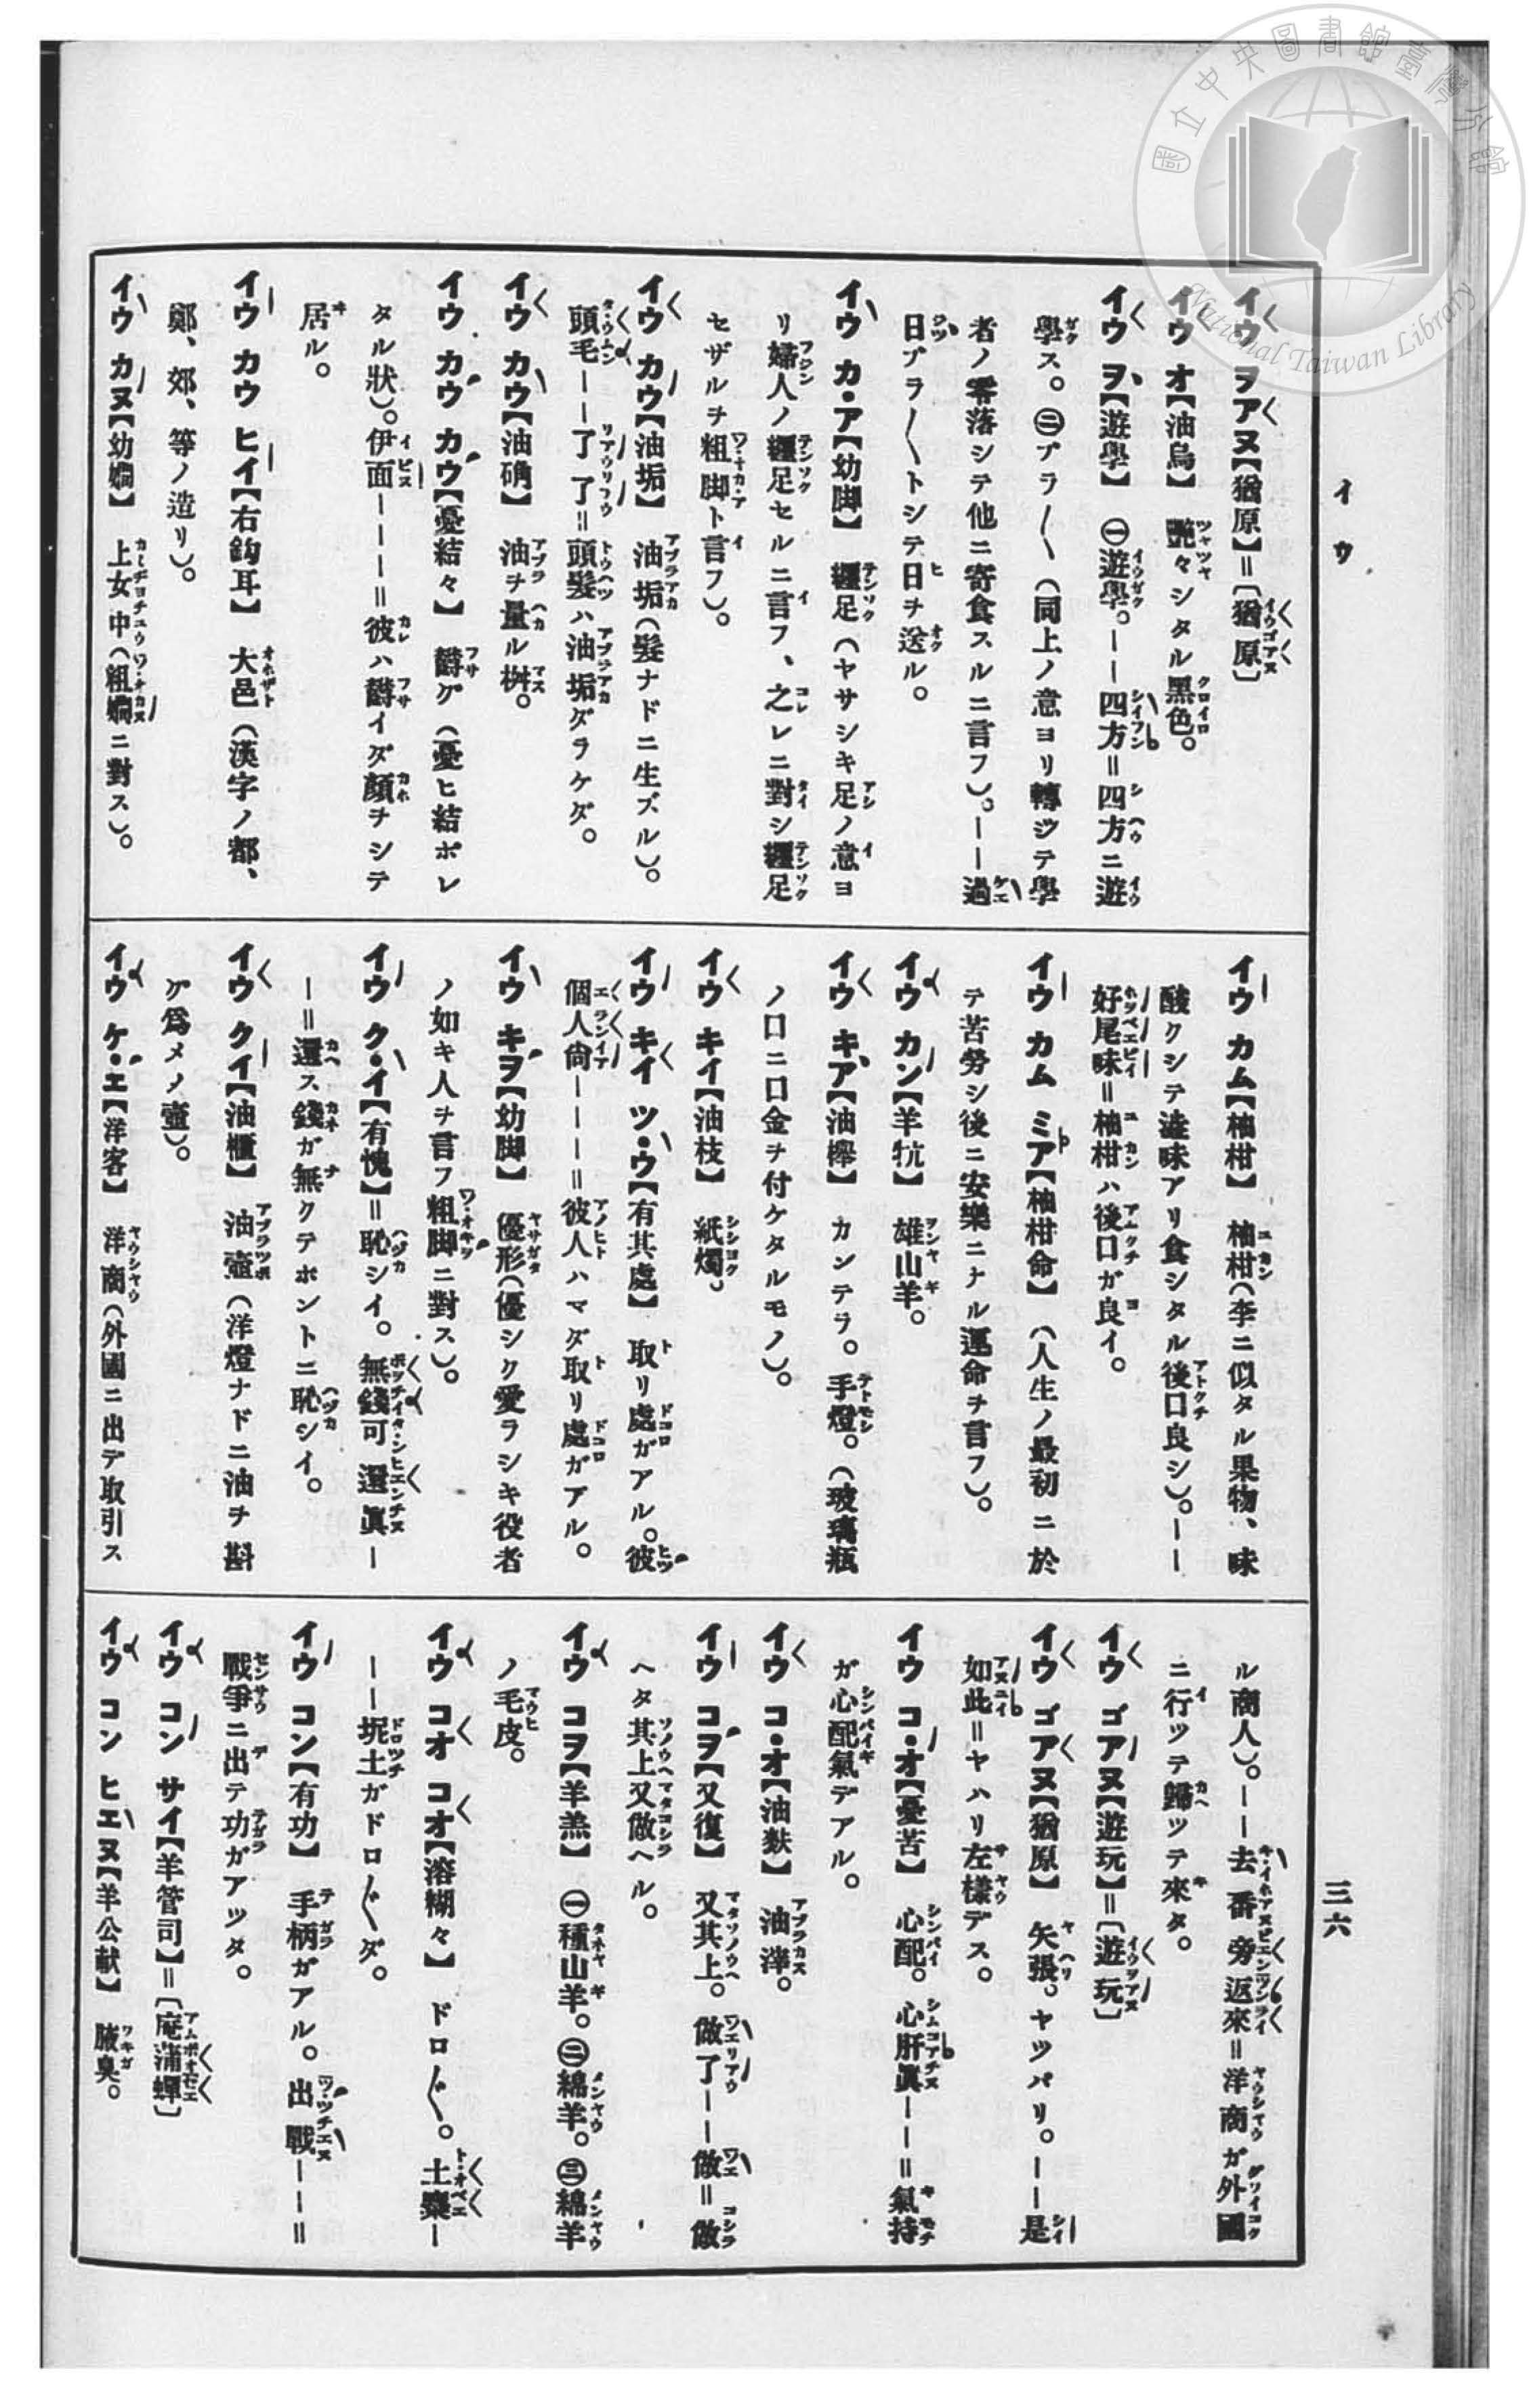 國立中央圖書館臺灣分館
National Taiwan Library
イウ
三六
イウ ヲアヌ【猶原】=〔猶原〕
イウ オ【油烏】 艷々シタル黑色。
イウ ヲ【遊學】 ㊀遊學。――四方=四方ニ遊
學ス。㊁ブラ〱(同上ノ意ヨリ轉ジテ學
者ノ零落シテ他ニ寄食スルニ言フ)。――過
日ブラ〱トシテ日ヲ送ル。
イウ カ・ア【幼脚】 纏足(ヤサシキ足ノ意ヨ
リ婦人ノ纏足セルニ言フ、之レニ對シ纏足
セザルヲ粗脚ト言フ)。
イウ カウ【油垢】 油垢(髮ナドニ生ズル)。
頭毛――了了=頭髮ハ油垢ダラケダ。
イウ カウ【油确】 油ヲ量ル桝。
イウ カウ カウ【憂結々】 欝グ(憂ヒ結ボレ
タル狀)。伊面―――=彼ハ欝イダ顏ヲシテ
居ル。
イウ カウ ヒイ【右鈎耳】 大邑(漢字ノ都、
鄭、郊、等ノ造リ)。
イウ カヌ【幼嫺】 上女中(粗嫺ニ對ス)。
イウ カム【柚柑】 柚柑(李ニ似タル果物、味
酸クシテ澁味アリ食シタル後口良シ)。――
好尾味=柚柑ハ後口ガ良イ。
イウ カム ミア【柚柑命】 (人生ノ最初ニ於
テ苦勞シ後ニ安樂ニナル運命ヲ言フ)。
イウ カン【羊牨】 雄山羊。
イウ キア【油㰌】 カンテラ。手燈。(玻璃瓶
ノ口ニ口金ヲ付ケタルモノ)。
イウ キイ【油枝】 紙燭。
イウ キイ ツ・ウ【有其處】 取リ處ガアル。彼
個人尙―――=彼人ハマダ取リ處ガアル。
イウ キヲ【幼脚】 優形(優シク愛ラシキ役者
ノ如キ人ヲ言フ粗脚ニ對ス)。
イウ ク・イ【有愧】=恥シイ。無錢可還眞―
―=還ス錢ガ無クテホントニ恥シイ。
イウ クイ【油櫃】 油壺(洋燈ナドニ油ヲ斟
グ爲メノ壺)。
イウ ケ・エ【洋客】 洋商(外國ニ出デ取引ス
ル商人)。――去番旁返來=洋商ガ外國
ニ行ツテ歸ツテ來タ。
イウ ゴアヌ【遊玩】=〔遊玩〕
イウ ゴアヌ【猶原】 矢張。ヤツパリ。――是
如此=ヤハリ左樣デス。
イウ コ・オ【憂苦】 心配。心肝眞――=氣持
ガ心配氣デアル。
イウ コ・オ【油麩】 油滓。
イウ コヲ【又復】 又其上。做了――做=做
ヘタ其上又做ヘル。
イウ コヲ【羊羔】 ㊀種山羊。㊁綿羊。㊂綿羊
ノ毛皮。
イウ コオ コオ【溶糊々】 ドロ〲。土糜―
――坭土ガドロ〲ダ。
イウ コン【有功】 手柄ガアル。出戰――=
戰爭ニ出テ功ガアツタ。
イウ コン サイ【羊管司】=〔庵蒲蟬〕
イウ コン ヒエヌ【羊公献】 腋臭。